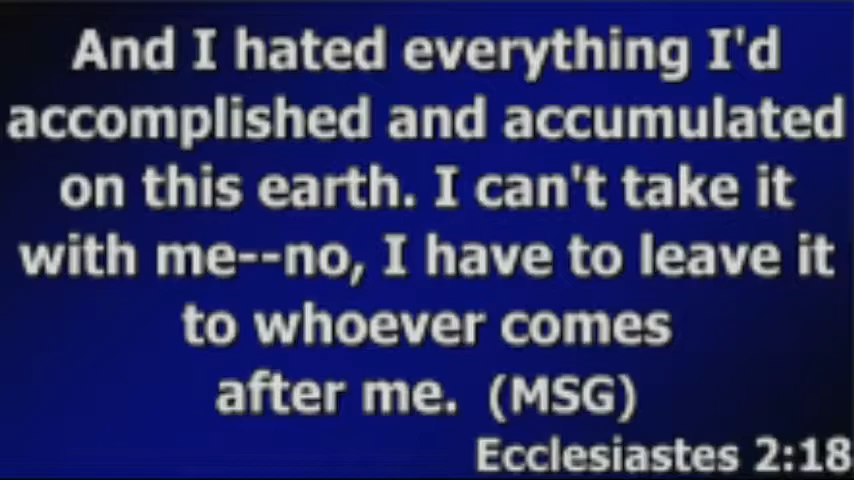 And I hated everything I'd
accomplished and accumulated
on this earth. I can't take it
with me--no, I have to leave it
to whoever comes
after me. (MSG)
Ecclesiastes 2:18